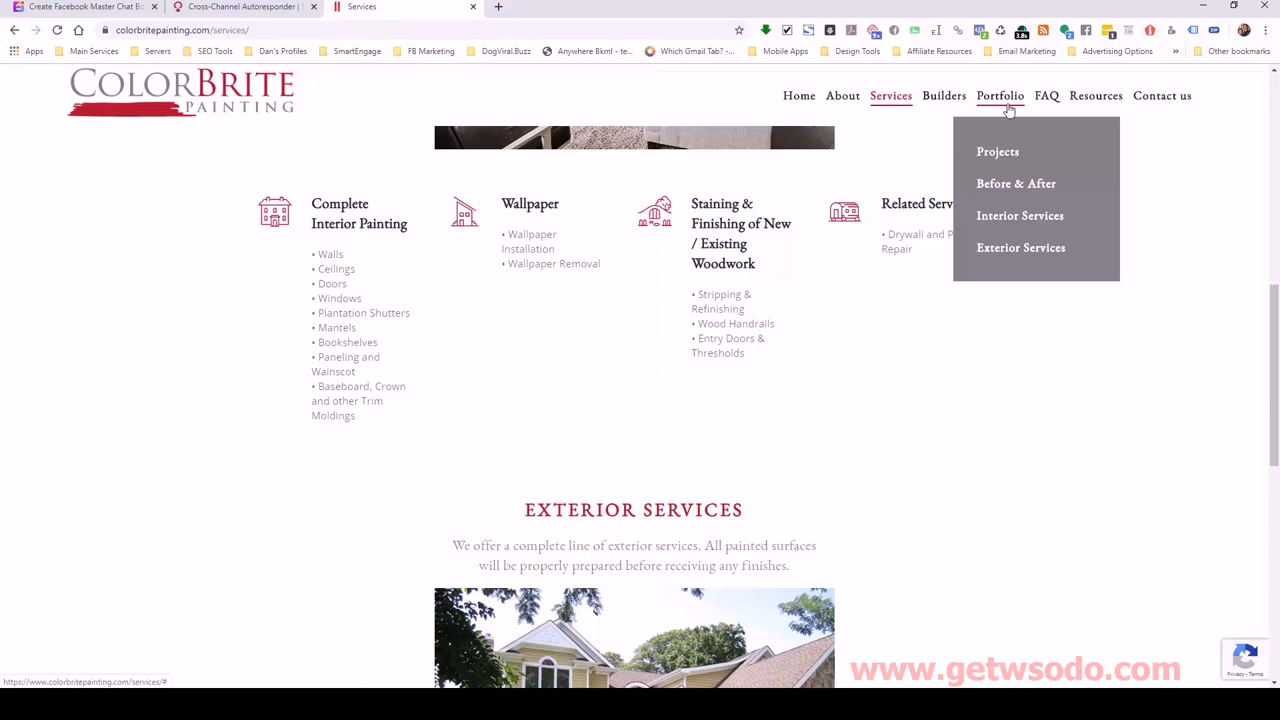 Create Facebook Master Chat Bo
Cross-Channel Autoresponder | S
Services
colorbritepainting.com/services/
Apps
Main Services
Servers
SEO Tools
Dan's Profiles
SmartEngage
FB Marketing
DogViral.Buzz
Anywhere Bkml - te...
Which Gmail Tab? -...
Mobile Apps
Design Tools
Affiliate Resources
Email Marketing
Advertising Options
»
Other bookmarks
COLORBRITE
PAINTING
Home About Services Builders Portfolio FAQ Resources Contact us
Projects
Before & After
Interior Services
Exterior Services
Complete
Interior Painting
• Walls
• Ceilings
• Doors
• Windows
• Plantation Shutters
• Mantels
• Bookshelves
• Paneling and
Wainscot
• Baseboard, Crown
and other Trim
Moldings
Wallpaper
• Wallpaper
Installation
• Wallpaper Removal
Staining &
Finishing of New
/ Existing
Woodwork
• Stripping &
Refinishing
• Wood Handrails
• Entry Doors &
Thresholds
Related Serv
• Drywall and P
Repair
EXTERIOR SERVICES
We offer a complete line of exterior services. All painted surfaces
will be properly prepared before receiving any finishes.
Privacy - Terms
www.getwsodo.com
https://www.colorbritepainting.com/services/#